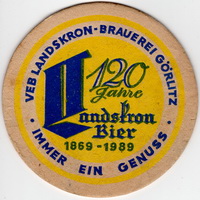 VEB LANDSKRON-BRAUEREI GÖRLITZ
120
Jahre
Landskron
Bier
1869-1989
· IMMER EIN GENUSS ·